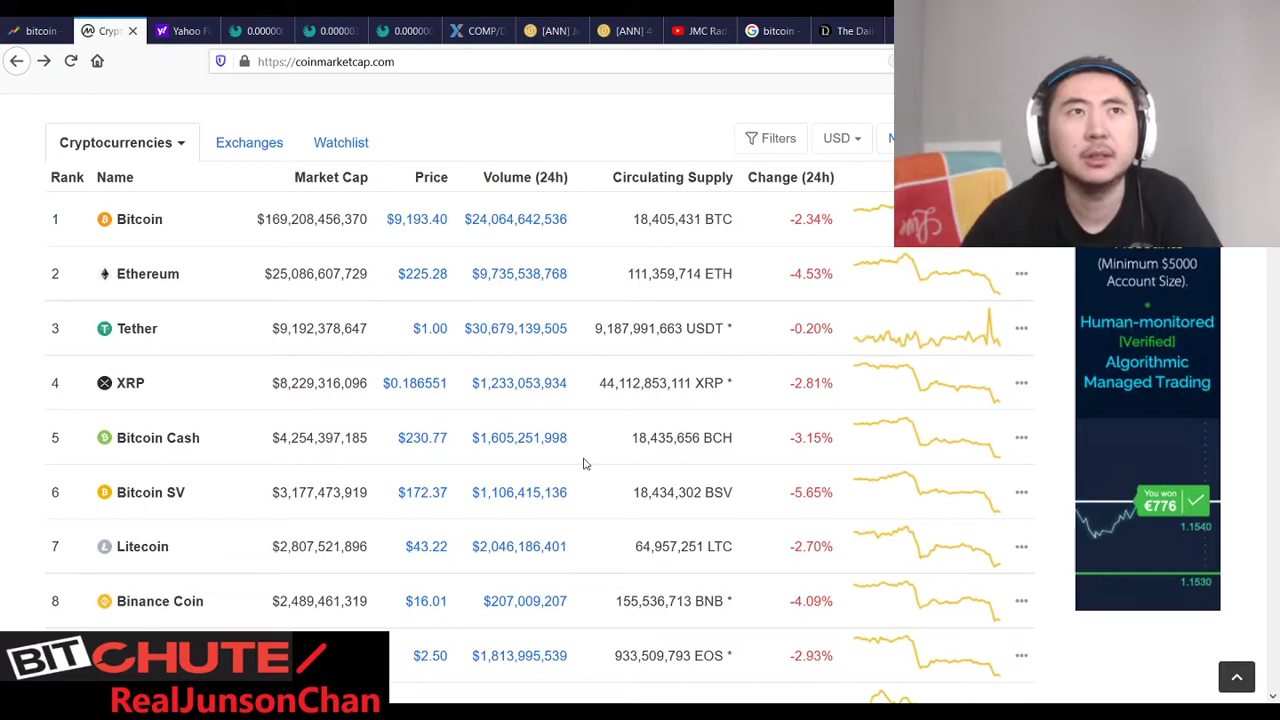 bitcoin
Cryp
Yahoo F
0.00000
0.00000
0.00000
COMP/
[ANN] J
[ANN] 4
JMC Rad
bitcoin -
The Dai
https://coinmarketcap.com
Cryptocurrencies
Exchanges
Watchlist
Filters
USD
Rank Name Market Cap Price Volume (24h) Circulating Supply Change (24h)
1 Bitcoin $169,208,456,370 $9,193.40 $24,064,642,536 18,405,431 BTC -2.34%
2 Ethereum $25,086,607,729 $225.28 $9,735,538,768 111,359,714 ETH -4.53%
3 Tether $9,192,378,647 $1.00 $30,679,139,505 9,187,991,663 USDT * -0.20%
4 XRP $8,229,316,096 $0.186551 $1,233,053,934 44,112,853,111 XRP * -2.81%
5 Bitcoin Cash $4,254,397,185 $230.77 $1,605,251,998 18,435,656 BCH -3.15%
6 Bitcoin SV $3,177,473,919 $172.37 $1,106,415,136 18,434,302 BSV -5.65%
7 Litecoin $2,807,521,896 $43.22 $2,046,186,401 64,957,251 LTC -2.70%
8 Binance Coin $2,489,461,319 $16.01 $207,009,207 155,536,713 BNB * -4.09%
$2.50 $1,813,995,539 933,509,793 EOS * -2.93%
(Minimum $5000
Account Size).
Human-monitored
[Verified]
Algorithmic
Managed Trading
You won
€776
1.1540
1.1530
BITCHUTE/
RealJunsonChan